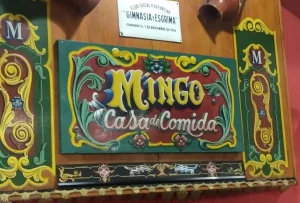 CLUB SOCIAL Y DEPORTIVO
GIMNASIA Y ESGRIMA
M
M
MINGO
Casa de Comida
M